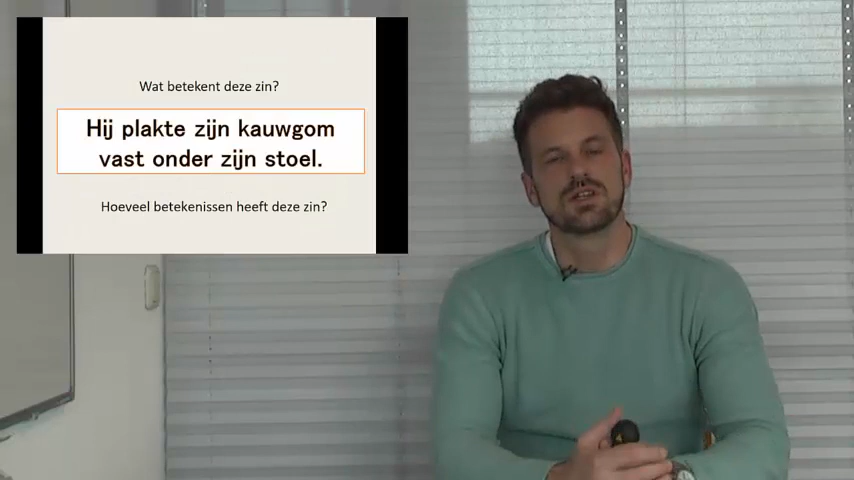 Wat betekent deze zin?
Hij plakte zijn kauwgom
vast onder zijn stoel.
Hoeveel betekenissen heeft deze zin?